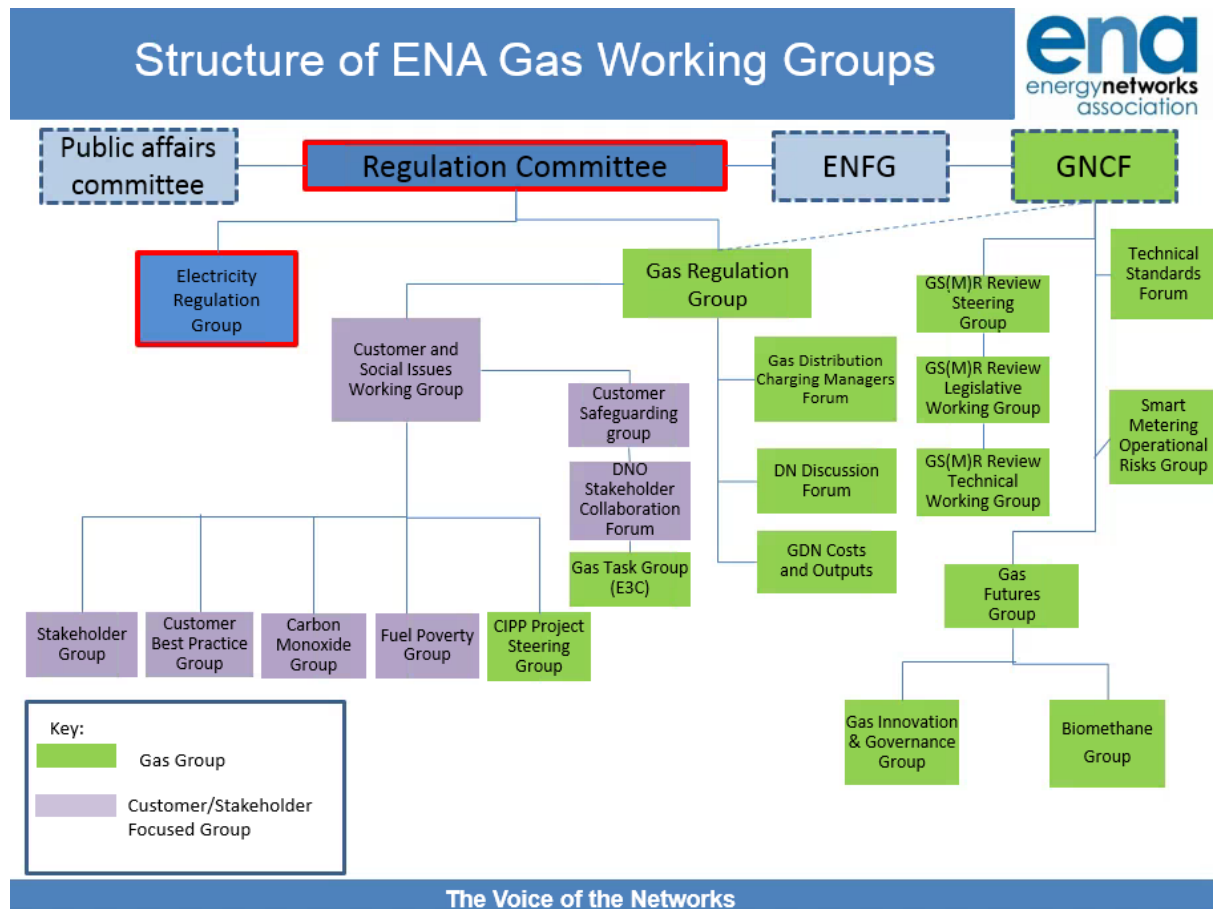 Structure of ENA Gas Working Groups
ena
energynetworks
association
Public affairs
committee
Regulation Committee
ENFG
GNCF
Electricity
Regulation
Group
Gas Regulation
Group
GS(M)R Review
Steering
Group
Technical
Standards
Forum
Customer and
Social Issues
Working Group
Gas Distribution
Charging Managers
Forum
GS(M)R Review
Legislative
Working Group
Customer
Safeguarding
group
Smart
Metering
Operational
Risks Group
DNO
Stakeholder
Collaboration
Forum
DN Discussion
Forum
GS(M)R Review
Technical
Working Group
Gas Task Group
(E3C)
GDN Costs
and Outputs
Gas
Futures
Group
Stakeholder
Group
Customer
Best Practice
Group
Carbon
Monoxide
Group
Fuel Poverty
Group
CIPP Project
Steering
Group
Gas Innovation
& Governance
Group
Biomethane
Group
Key:
Gas Group
Customer/Stakeholder
Focused Group
The Voice of the Networks